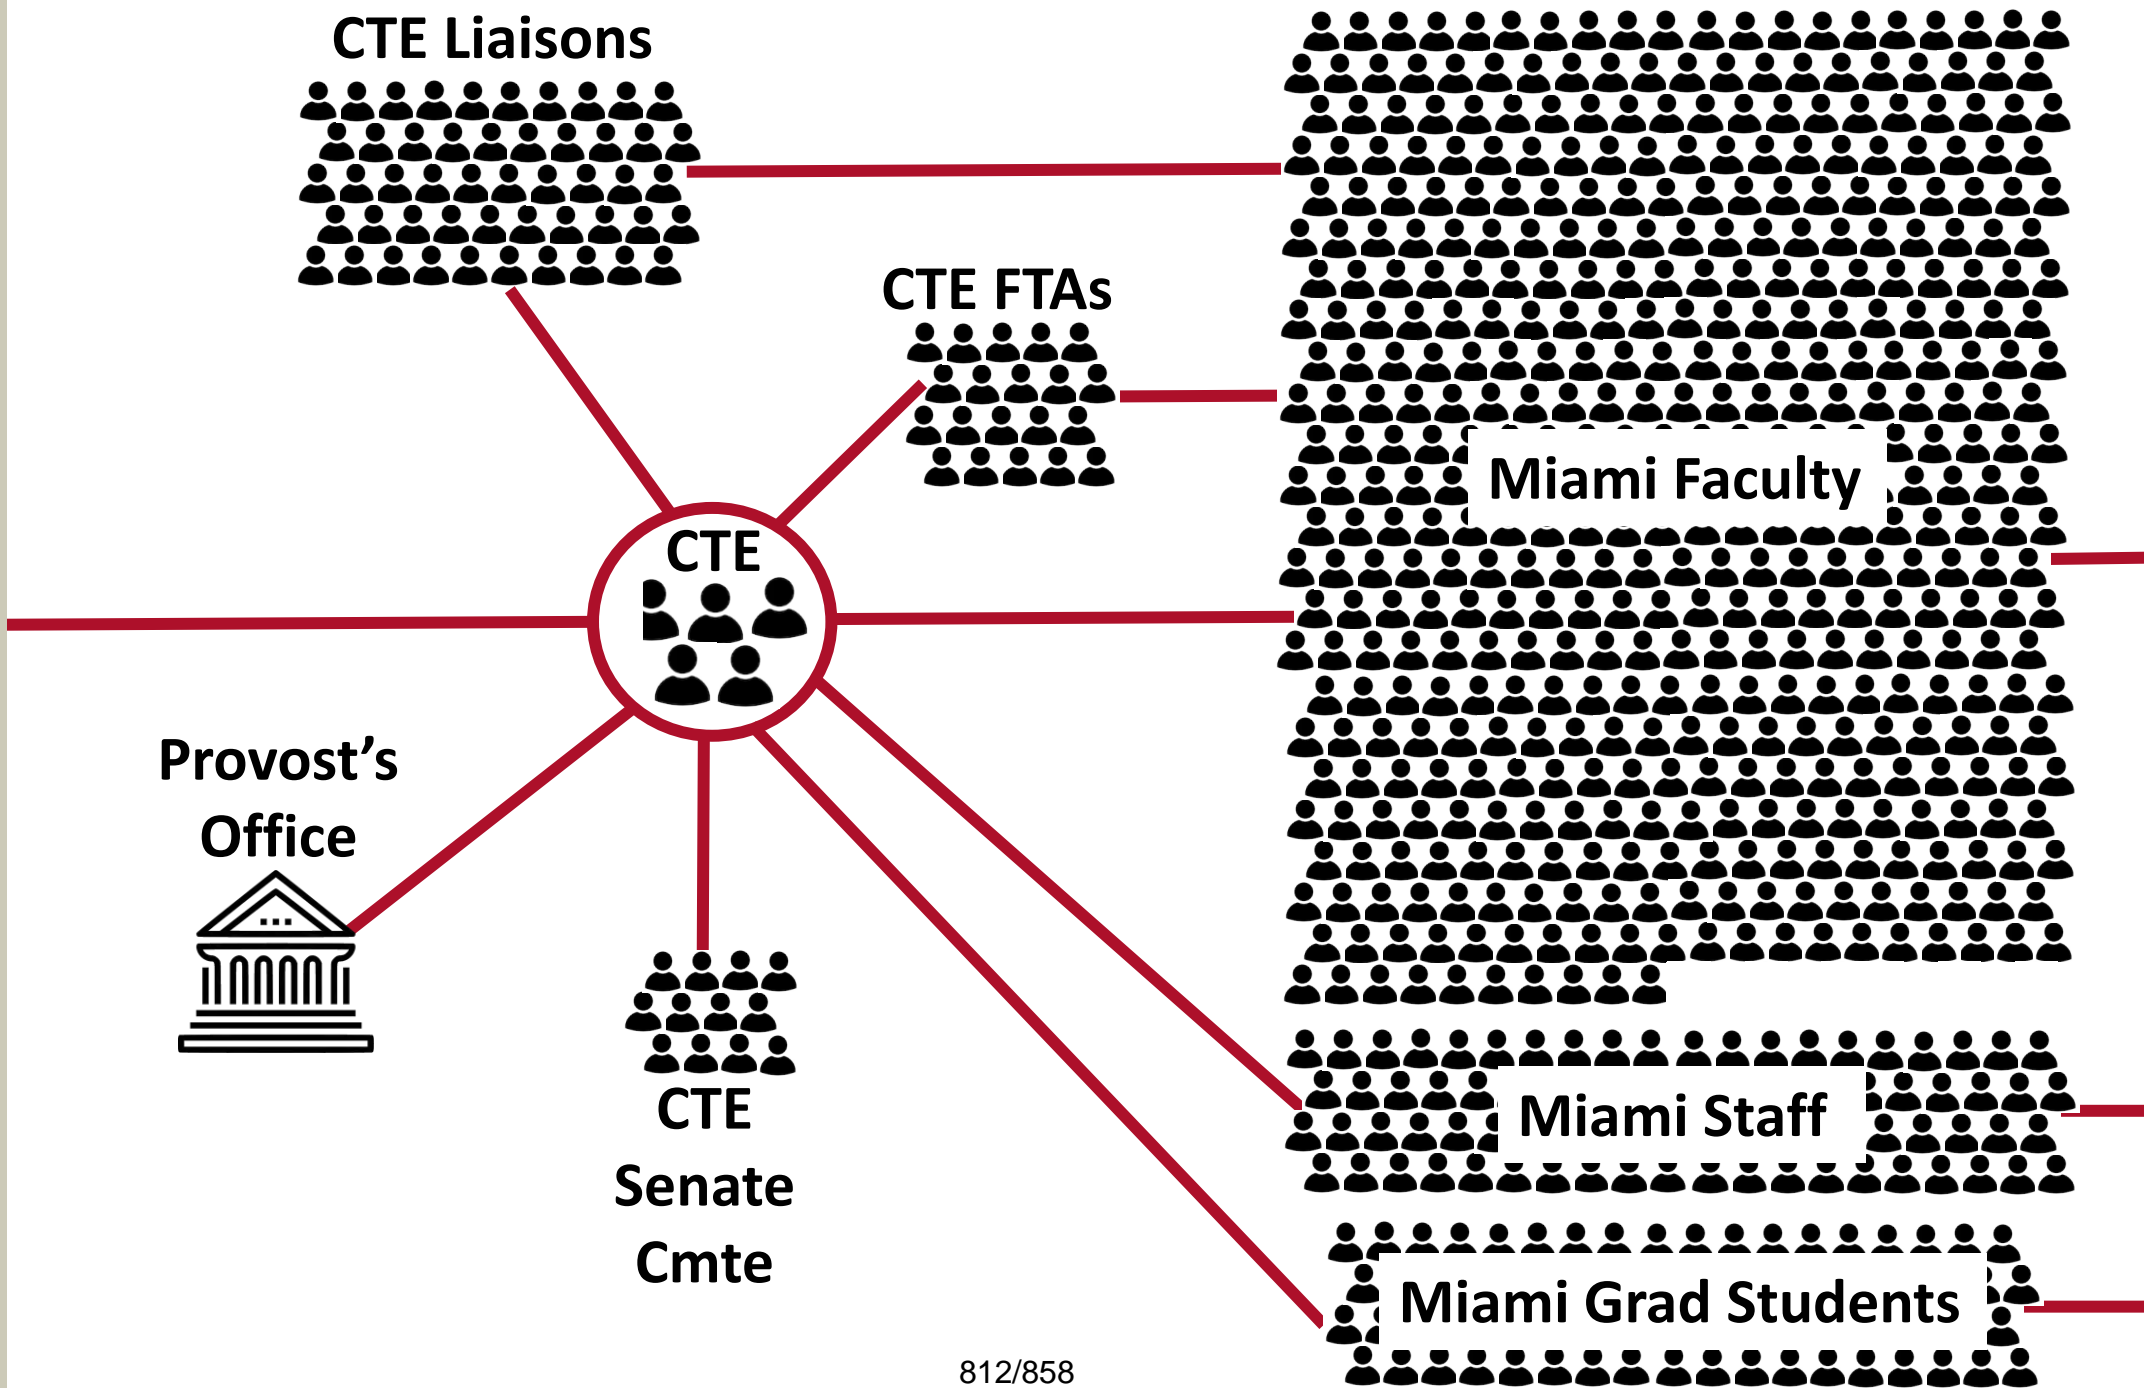 CTE Liaisons
CTE FTAs
Miami Faculty
CTE
Provost’s
Office
CTE
Senate
Cmte
Miami Staff
Miami Grad Students
812/858